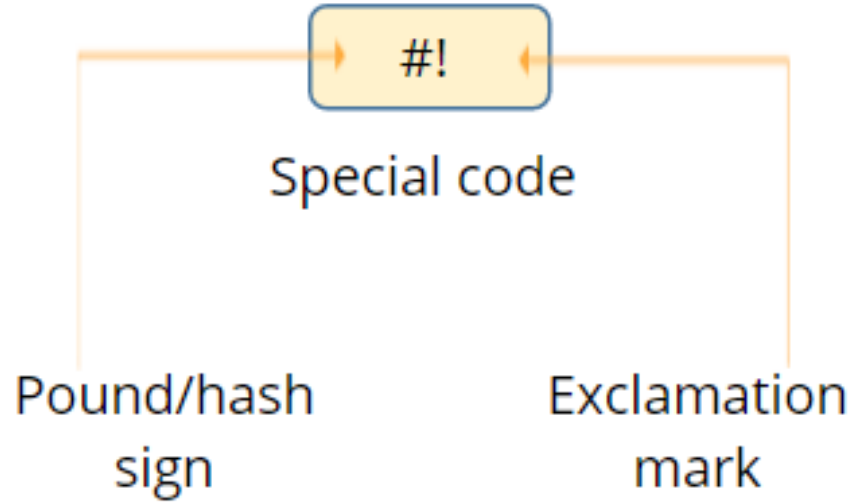 #!
Special code
Pound/hash
sign
Exclamation
mark